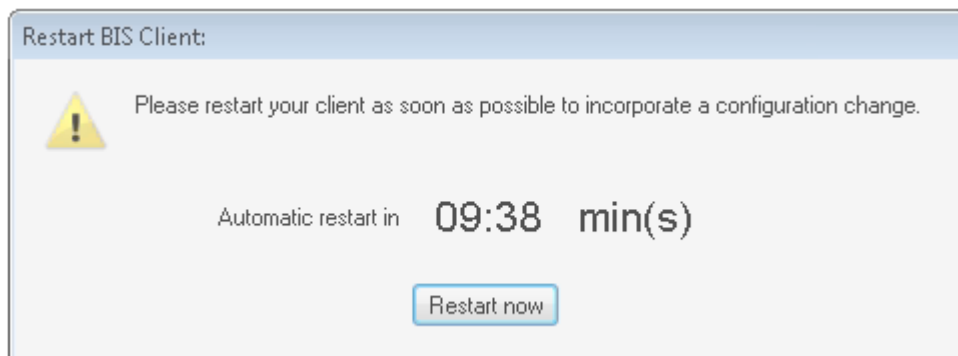 Restart BIS Client:
Please restart your client as soon as possible to incorporate a configuration change.
Automatic restart in 09:38 min(s)
Restart now